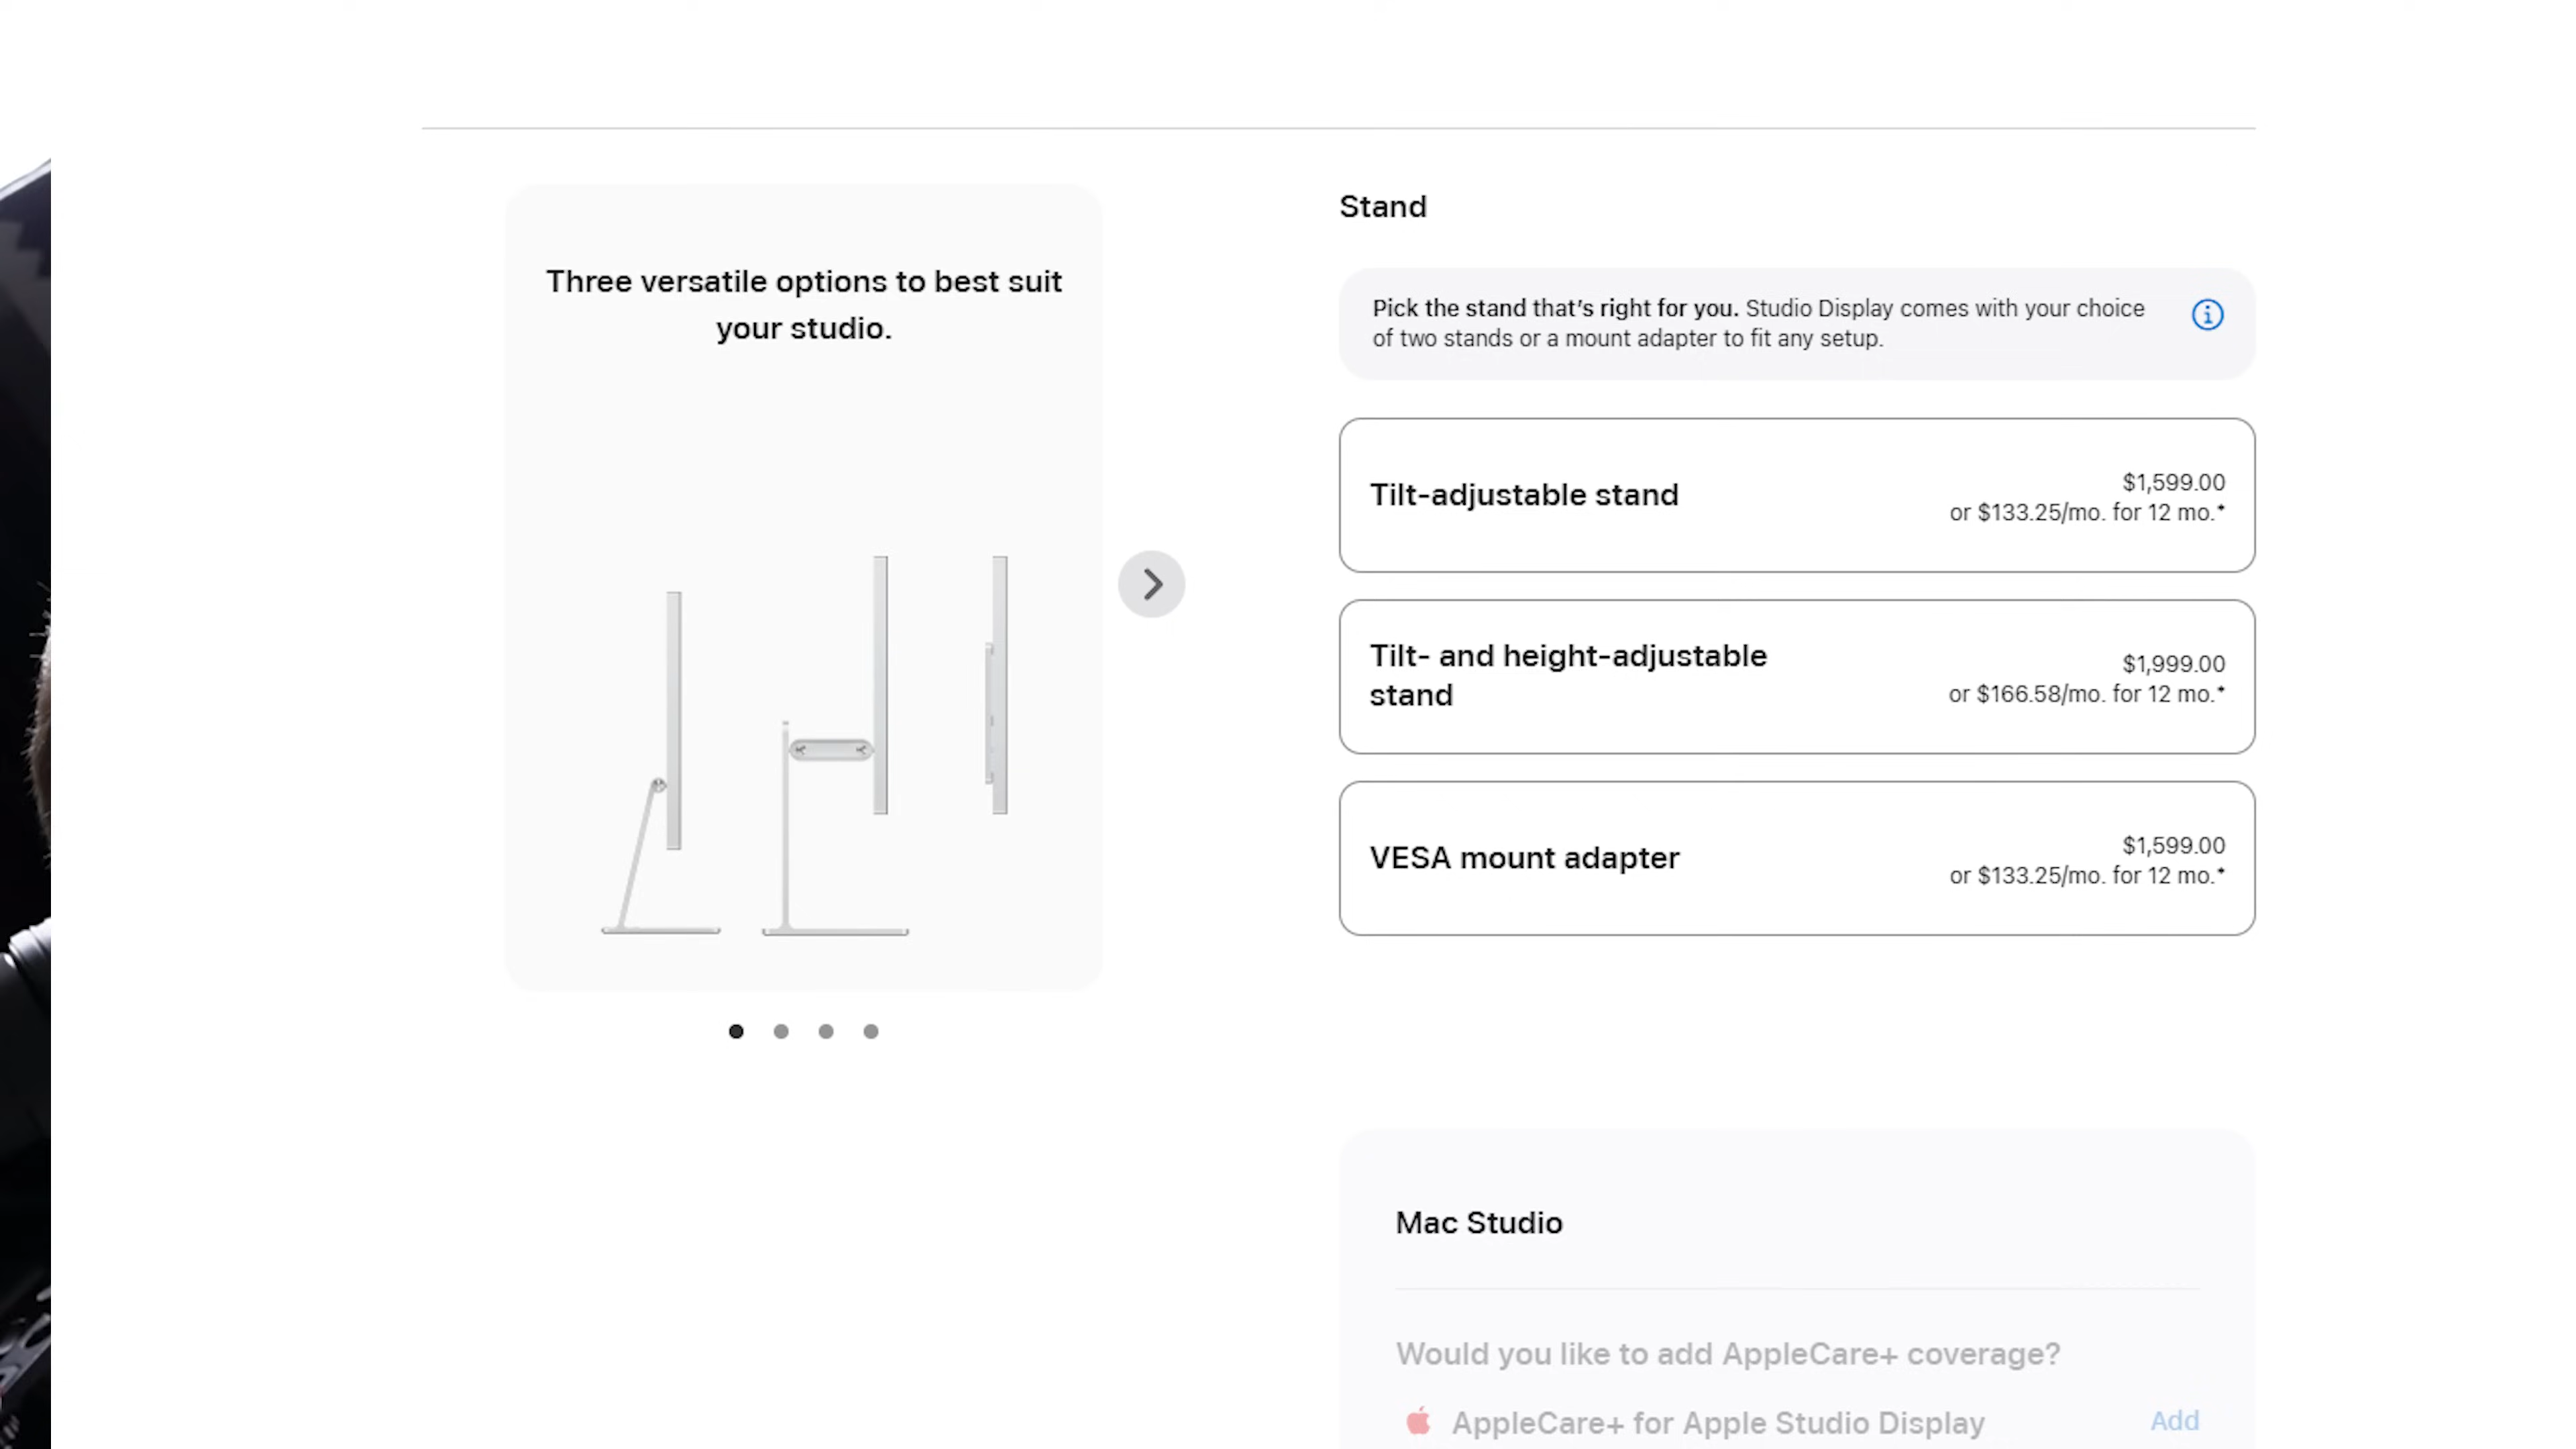 Three versatile options to best suit
your studio.
Stand
Pick the stand that's right for you. Studio Display comes with your choice
of two stands or a mount adapter to fit any setup.
Tilt-adjustable stand
$1,599.00
or $133.25/mo. for 12 mo.*
Tilt- and height-adjustable
stand
$1,999.00
or $166.58/mo. for 12 mo.*
VESA mount adapter
$1,599.00
or $133.25/mo. for 12 mo.*
Mac Studio
Would you like to add AppleCare+ coverage?
AppleCare+ for Apple Studio Display
Add